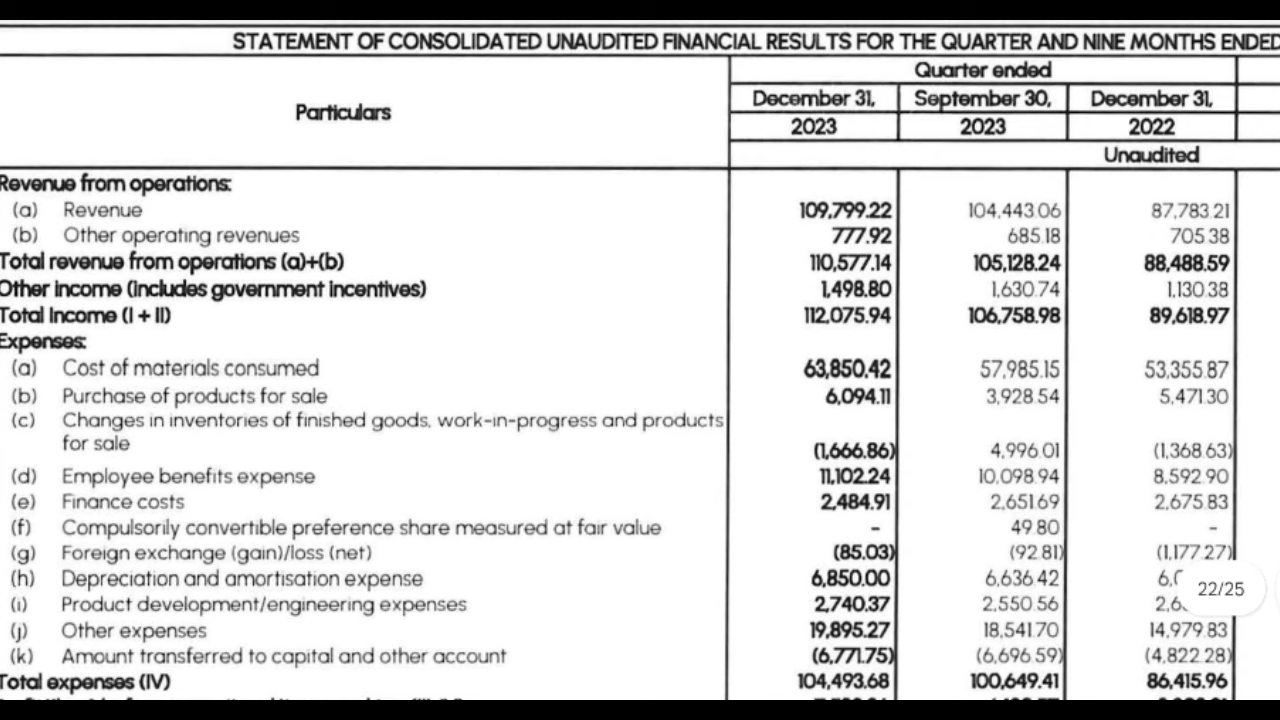 STATEMENT OF CONSOLIDATED UNAUDITED FINANCIAL RESULTS FOR THE QUARTER AND NINE MONTHS ENDED
Quarter ended
Particulars December 31, September 30, December 31,
2023 2023 2022
Unaudited
Revenue from operations:
(a) Revenue 109,799.22 104,443.06 87,783.21
(b) Other operating revenues 777.92 685.18 705.38
Total revenue from operations (a)+(b) 110,577.14 105,128.24 88,488.59
Other income (includes government incentives) 1,498.80 1,630.74 1,130.38
Total Income (I + II) 112,075.94 106,758.98 89,618.97
Expenses:
(a) Cost of materials consumed 63,850.42 57,985.15 53,355.87
(b) Purchase of products for sale 6,094.11 3,928.54 5,471.30
(c) Changes in inventories of finished goods, work-in-progress and products
for sale (1,666.86) 4,996.01 (1,368.63)
(d) Employee benefits expense 11,102.24 10,098.94 8,592.90
(e) Finance costs 2,484.91 2,651.69 2,675.83
(f) Compulsorily convertible preference share measured at fair value - 49.80 -
(g) Foreign exchange (gain)/loss (net) (85.03) (92.81) (1,177.27)
(h) Depreciation and amortisation expense 6,850.00 6,636.42
22/25
(i) Product development/engineering expenses 2,740.37 2,550.56
(j) Other expenses 19,895.27 18,541.70 14,979.83
(k) Amount transferred to capital and other account (6,771.75) (6,696.59) (4,822.28)
Total expenses (IV) 104,493.68 100,649.41 86,415.96